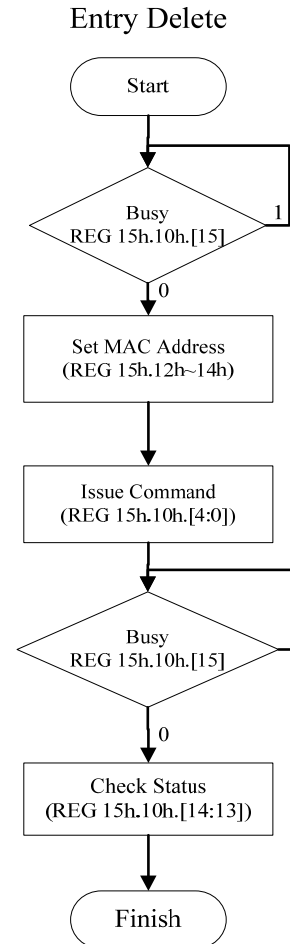 Entry Delete
Start
Busy
REG 15h.10h.[15]
1
0
Set MAC Address
(REG 15h.12h~14h)
Issue Command
(REG 15h.10h.[4:0])
Busy
REG 15h.10h.[15]
0
Check Status
(REG 15h.10h.[14:13])
Finish